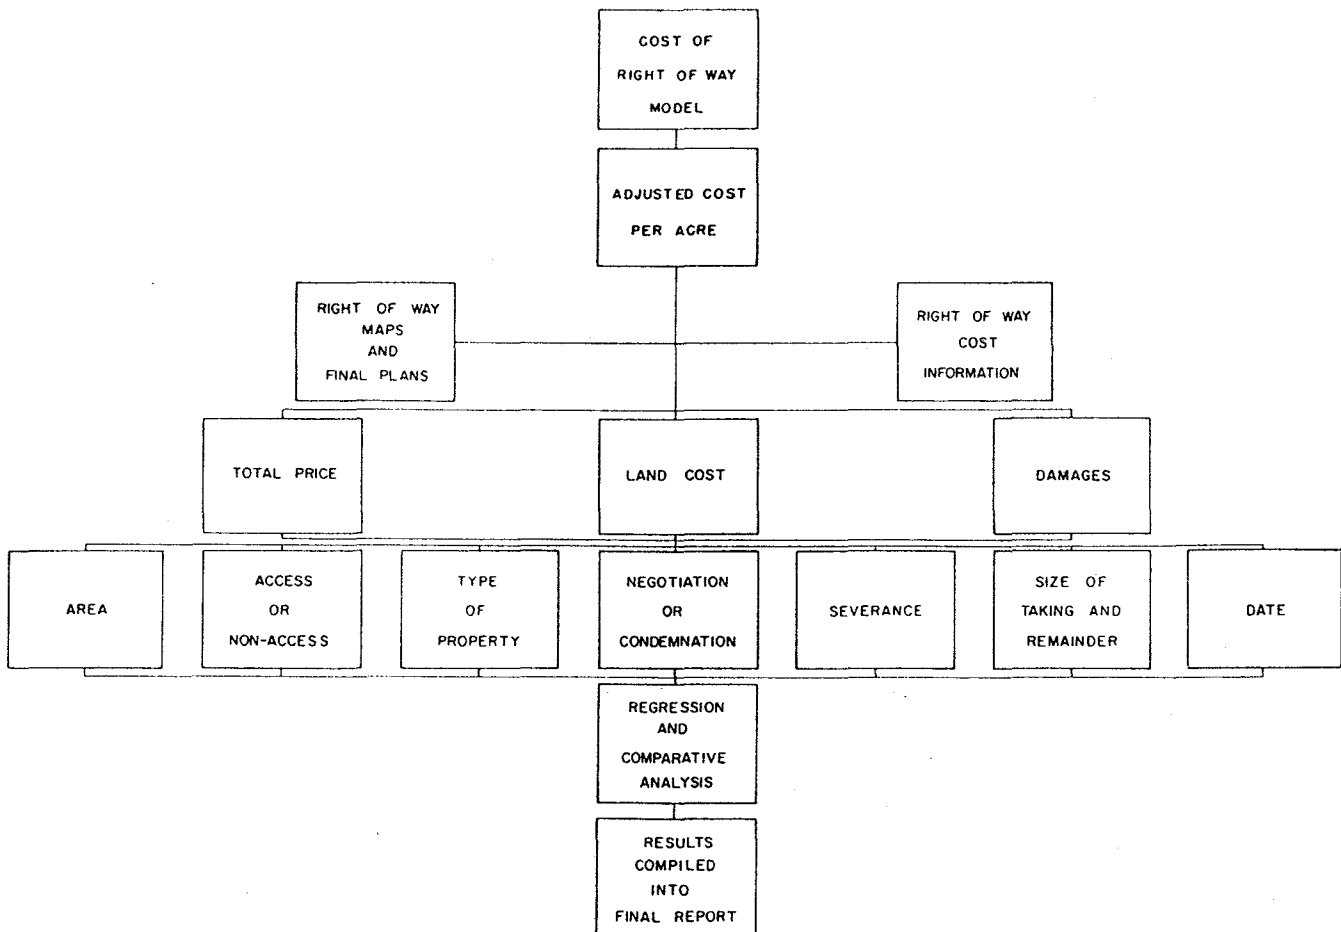 COST OF
RIGHT OF WAY
MODEL
ADJUSTED COST
PER ACRE
RIGHT OF WAY
MAPS
AND
FINAL PLANS
RIGHT OF WAY
COST
INFORMATION
TOTAL PRICE
LAND COST
DAMAGES
AREA
ACCESS
OR
NON-ACCESS
TYPE
OF
PROPERTY
NEGOTIATION
OR
CONDEMNATION
SEVERANCE
SIZE OF
TAKING AND
REMAINDER
DATE
REGRESSION
AND
COMPARATIVE
ANALYSIS
RESULTS
COMPILED
INTO
FINAL REPORT